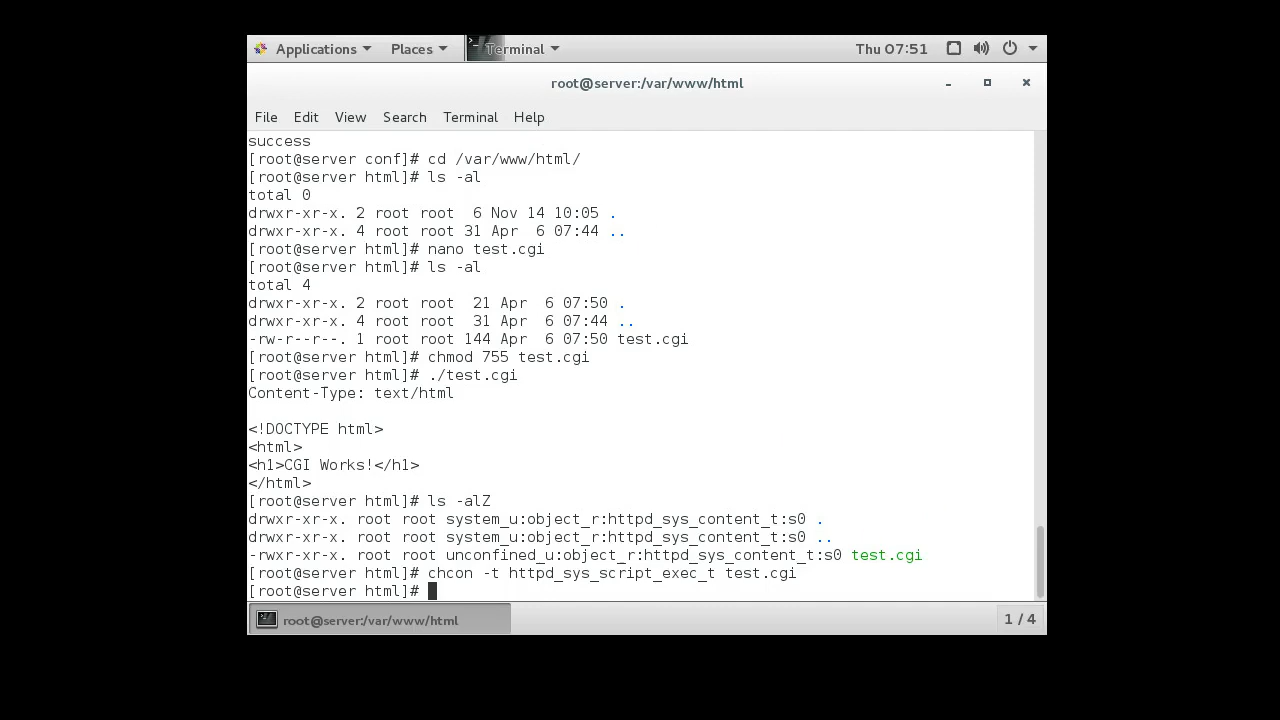 Applications Places Terminal Thu 07:51
root@server:/var/www/html
File Edit View Search Terminal Help
success
[root@server conf]# cd /var/www/html/
[root@server html]# ls -al
total 0
drwxr-xr-x. 2 root root  6 Nov 14 10:05 .
drwxr-xr-x. 4 root root 31 Apr  6 07:44 ..
[root@server html]# nano test.cgi
[root@server html]# ls -al
total 4
drwxr-xr-x. 2 root root  21 Apr  6 07:50 .
drwxr-xr-x. 4 root root  31 Apr  6 07:44 ..
-rw-r--r--. 1 root root 144 Apr  6 07:50 test.cgi
[root@server html]# chmod 755 test.cgi
[root@server html]# ./test.cgi
Content-Type: text/html
<!DOCTYPE html>
<html>
<h1>CGI Works!</h1>
</html>
[root@server html]# ls -alZ
drwxr-xr-x. root root system_u:object_r:httpd_sys_content_t:s0 .
drwxr-xr-x. root root system_u:object_r:httpd_sys_content_t:s0 ..
-rwxr-xr-x. root root unconfined_u:object_r:httpd_sys_content_t:s0 test.cgi
[root@server html]# chcon -t httpd_sys_script_exec_t test.cgi
[root@server html]#
root@server:/var/www/html 1 / 4